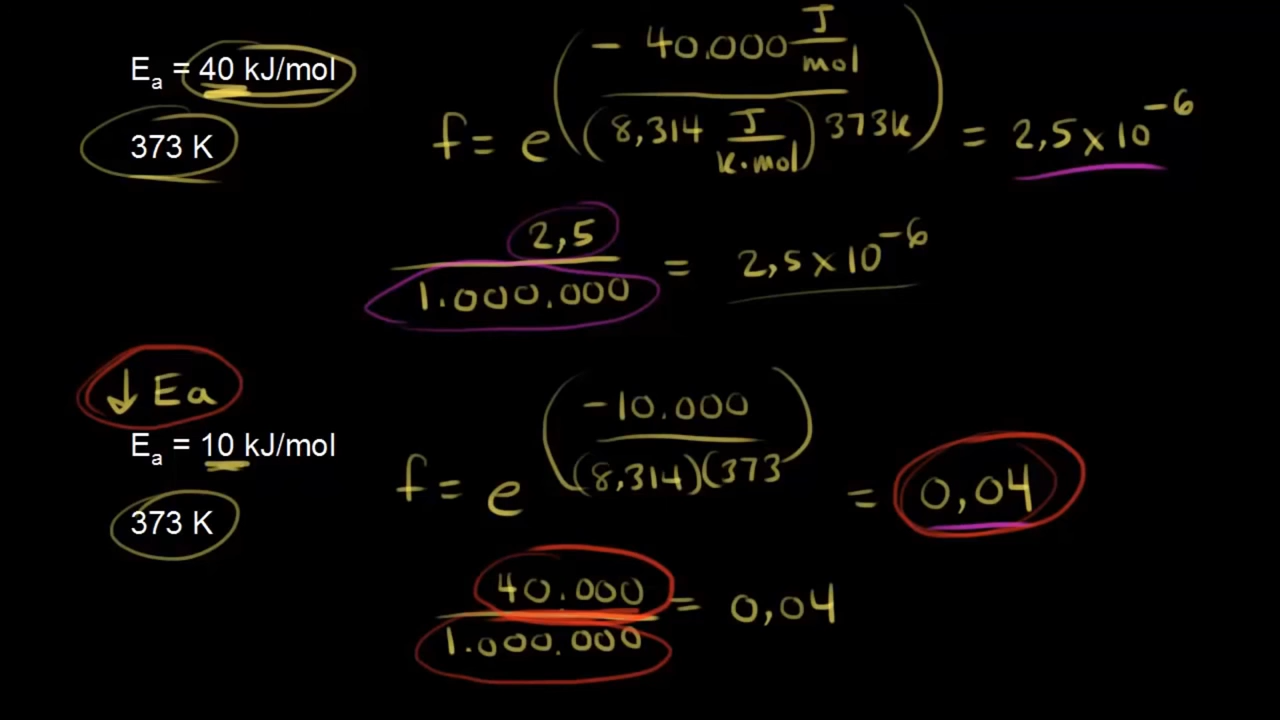 Ea = 40 kJ/mol
373 K
f = e^(-40.000 J/mol / (8,314 J/k·mol) 373k) = 2,5 x 10^-6
2,5 / 1.000.000 = 2,5 x 10^-6
↓ Ea
Ea = 10 kJ/mol
373 K
f = e^(-10.000 / (8,314)(373) = 0,04
40.000 / 1.000.000 = 0,04